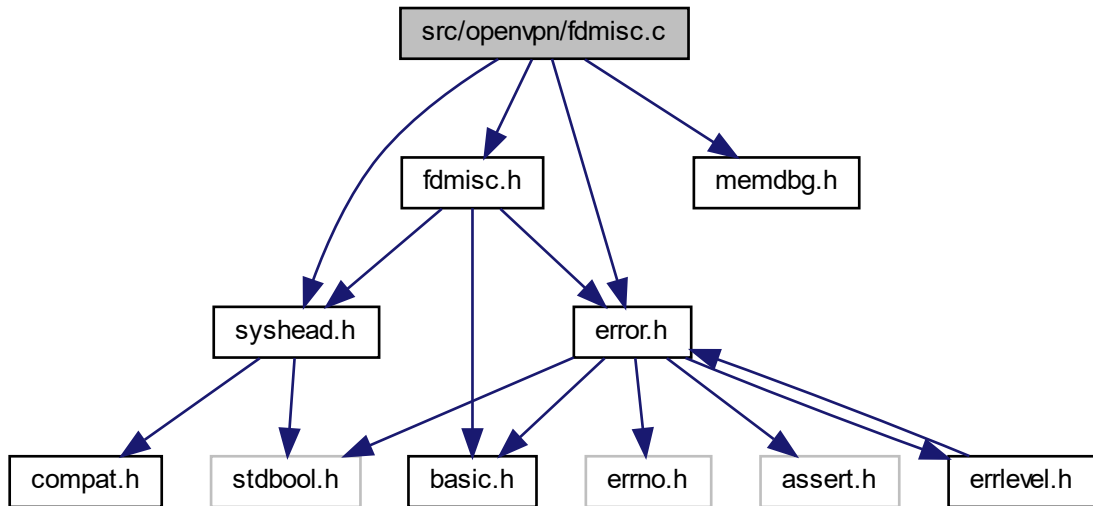 src/openvpn/fdmisc.c
fdmisc.h
memdbg.h
syshead.h
error.h
compat.h
stdbool.h
basic.h
errno.h
assert.h
errlevel.h